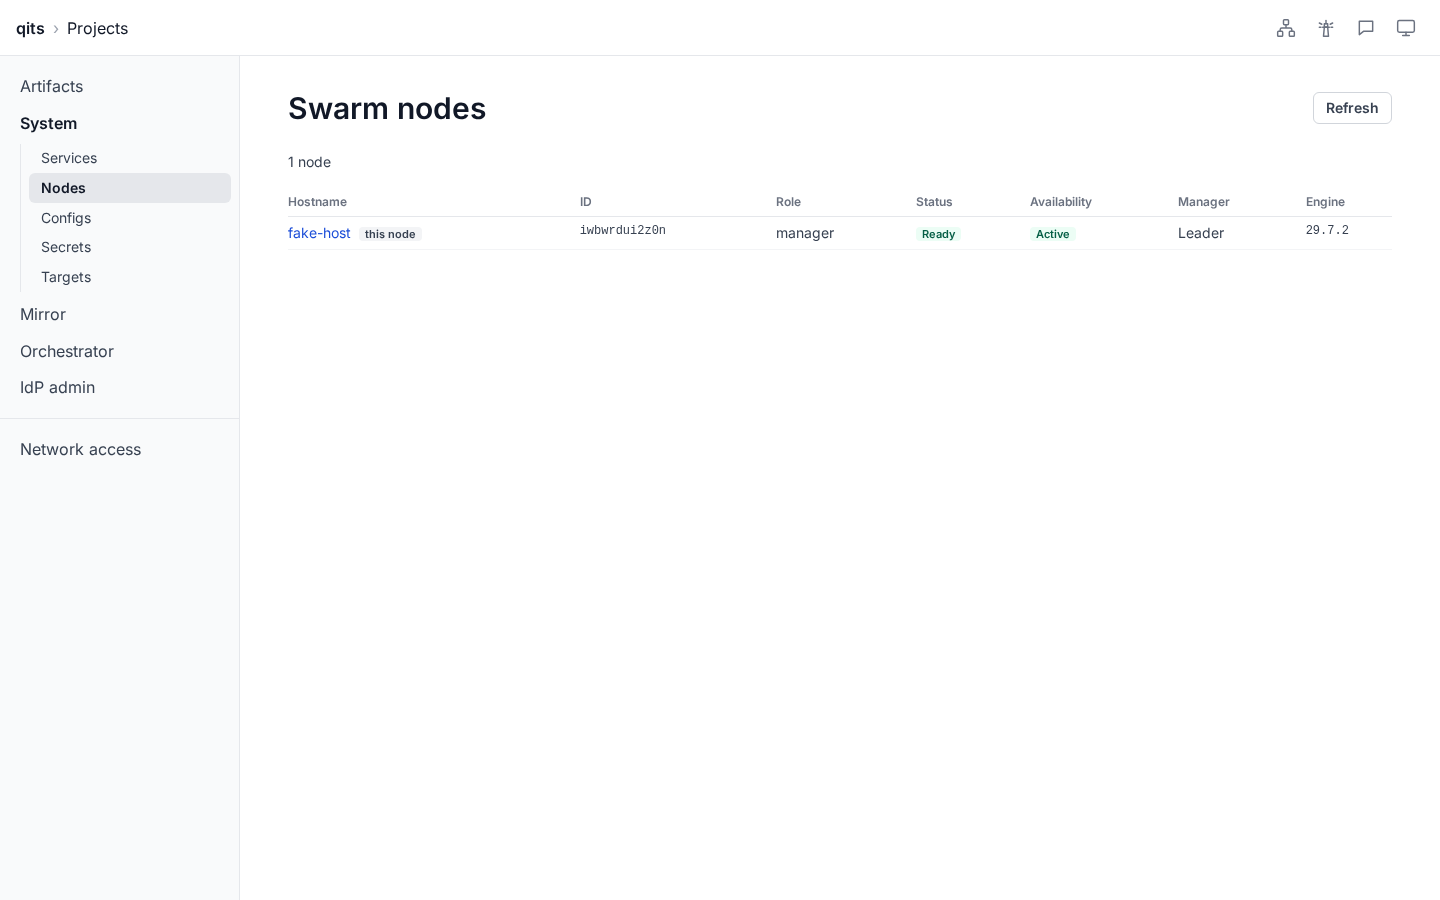 qits › Projects
Artifacts
System
Services
Nodes
Configs
Secrets
Targets
Mirror
Orchestrator
IdP admin
Network access
Swarm nodes
Refresh
1 node
Hostname ID Role Status Availability Manager Engine
fake-host this node iwbwrdui2z0n manager Ready Active Leader 29.7.2